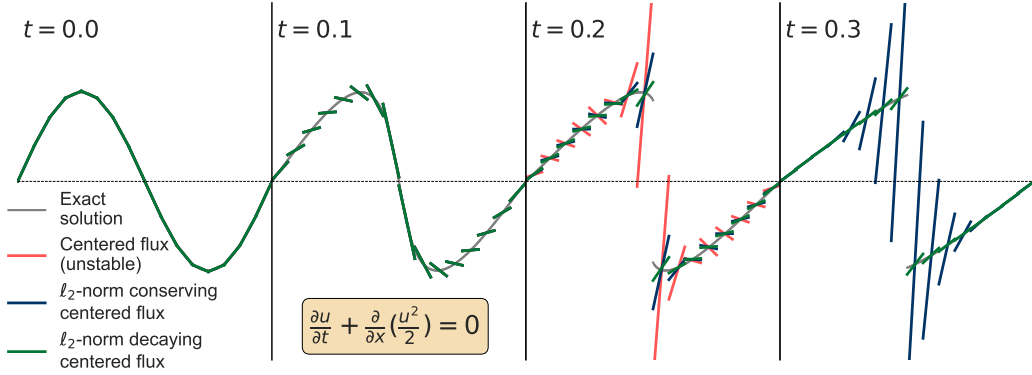 t = 0.0
t = 0.1
t = 0.2
t = 0.3
Exact
solution
Centered flux
(unstable)
ℓ₂-norm conserving
centered flux
ℓ₂-norm decaying
centered flux
∂u/∂t + ∂/∂x(u²/2) = 0